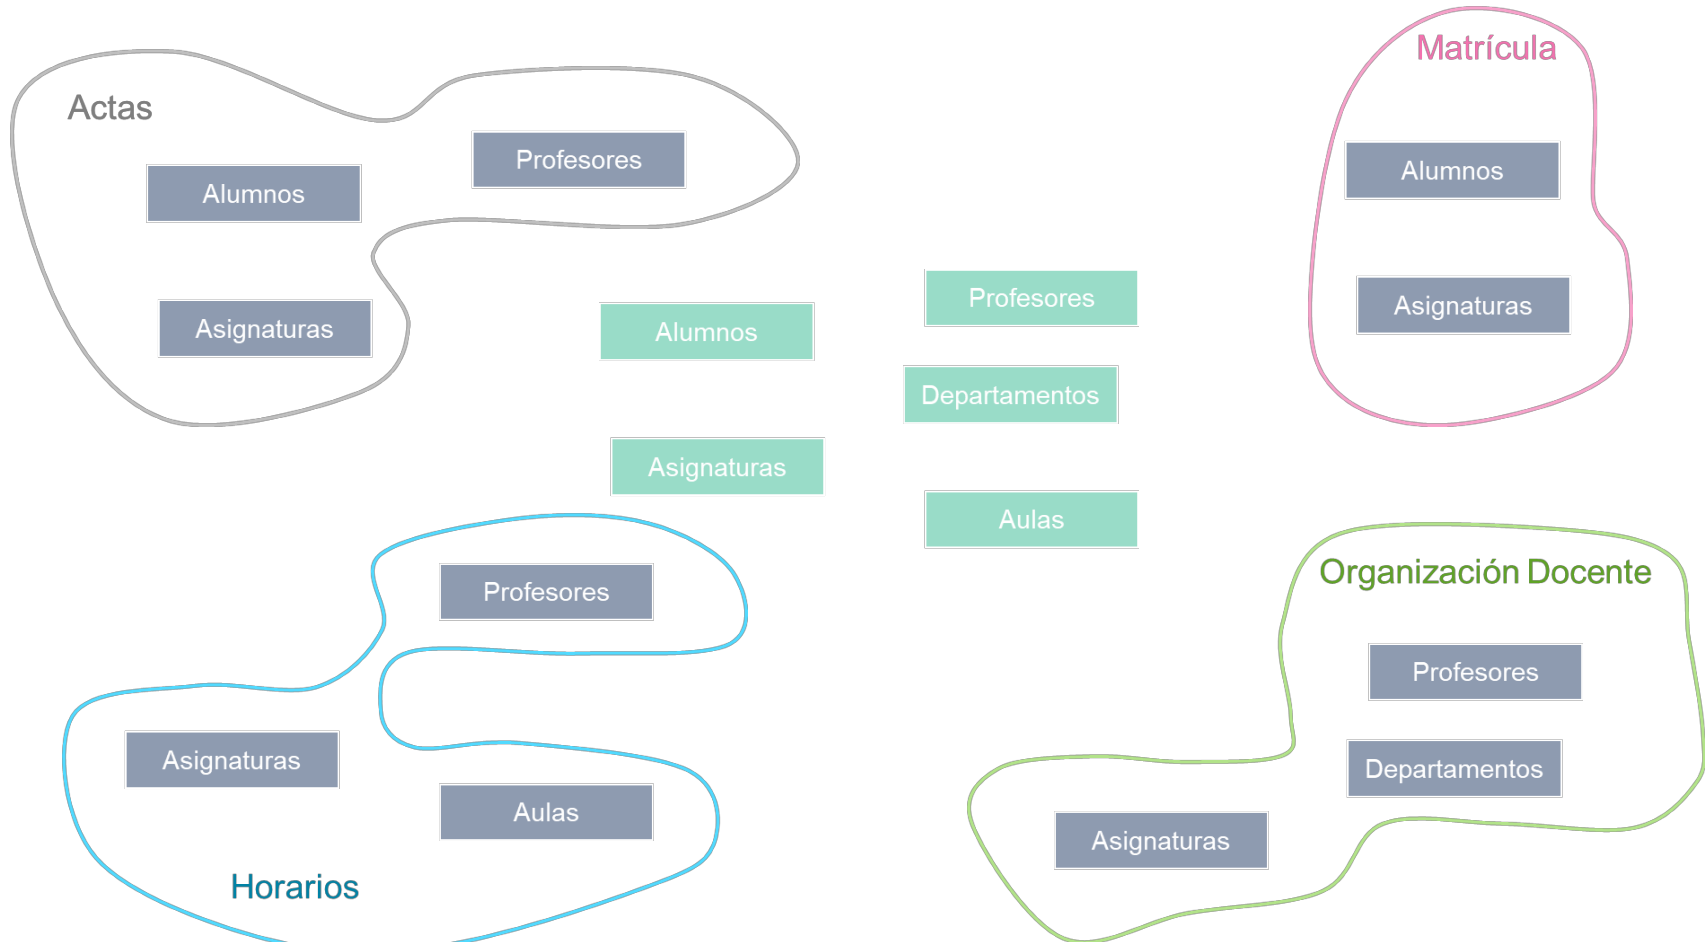 Actas
Alumnos
Profesores
Asignaturas
Matrícula
Alumnos
Asignaturas
Alumnos
Profesores
Departamentos
Asignaturas
Aulas
Profesores
Asignaturas
Aulas
Horarios
Organización Docente
Profesores
Departamentos
Asignaturas